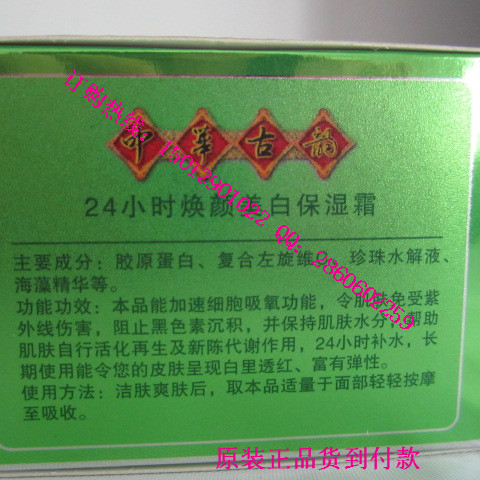 印華古韻
24小时焕颜美白保湿霜
主要成分：胶原蛋白、复合左旋维C、珍珠水解液、
海藻精华等。
功能功效：本品能加速细胞吸氧功能，令肌肤免受紫
外线伤害，阻止黑色素沉积，并保持肌肤水分，帮助
肌肤自行活化再生及新陈代谢作用，24小时补水，长
期使用能令您的皮肤呈现白里透红、富有弹性。
使用方法：洁肤爽肤后，取本品适量于面部轻轻按摩
至吸收。
订购热线：15012901022 QQ：2860608259
原装正品货到付款